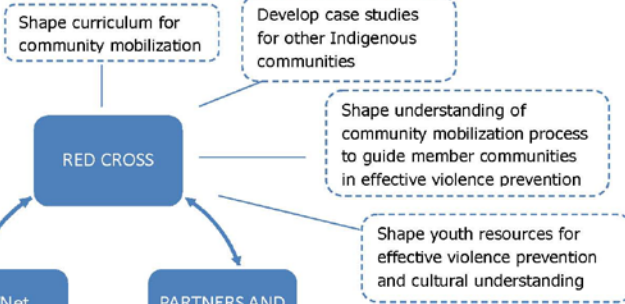 Shape curriculum for
community mobilization
Develop case studies
for other Indigenous
communities
RED CROSS
Shape understanding of
community mobilization process
to guide member communities
in effective violence prevention
Shape youth resources for
effective violence prevention
and cultural understanding
Net
PARTNERS AND